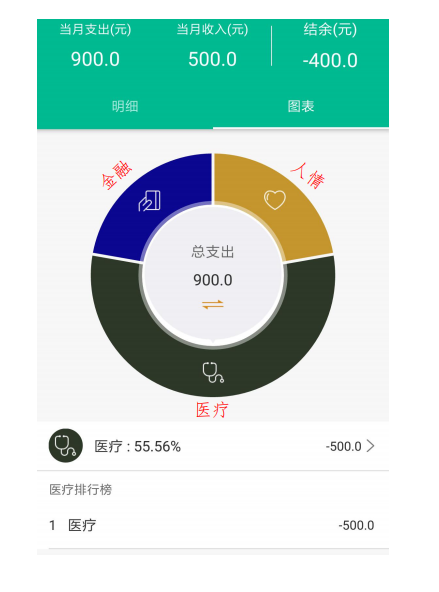 当月支出(元) 当月收入(元) 结余(元)
900.0 500.0 -400.0
明细 图表
金融 人情
总支出
900.0
医疗
医疗 : 55.56% -500.0
医疗排行榜
1 医疗 -500.0